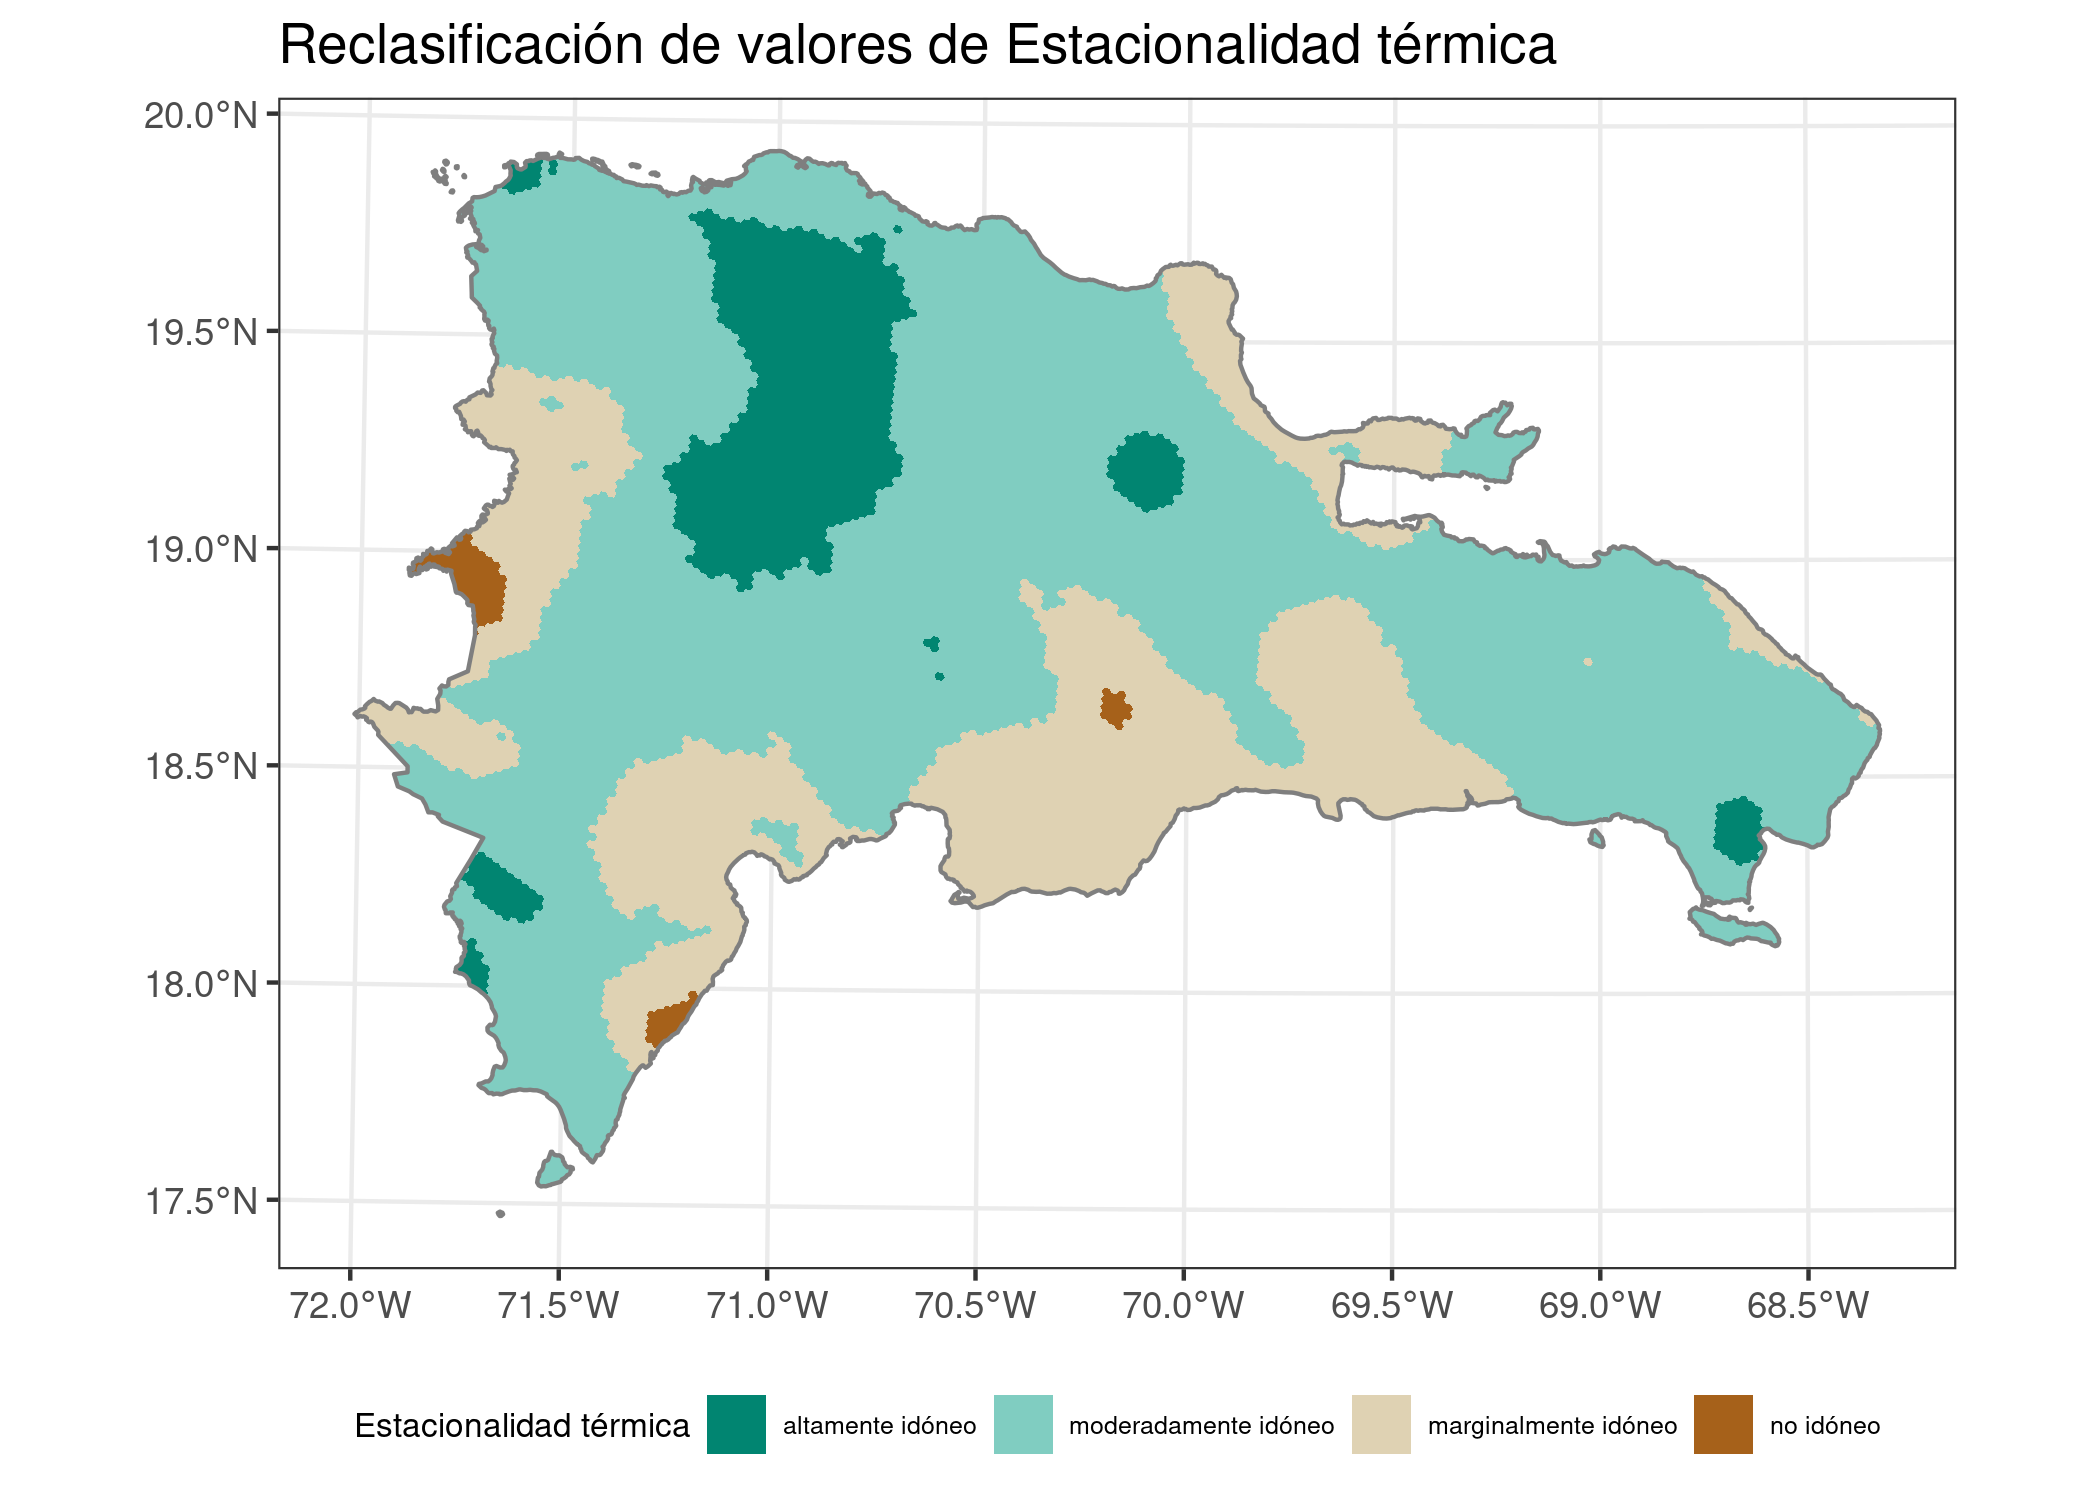 Reclasificación de valores de Estacionalidad térmica
20.0°N
19.5°N
19.0°N
18.5°N
18.0°N
17.5°N
72.0°W 71.5°W 71.0°W 70.5°W 70.0°W 69.5°W 69.0°W 68.5°W
Estacionalidad térmica altamente idóneo moderadamente idóneo marginalmente idóneo no idóneo